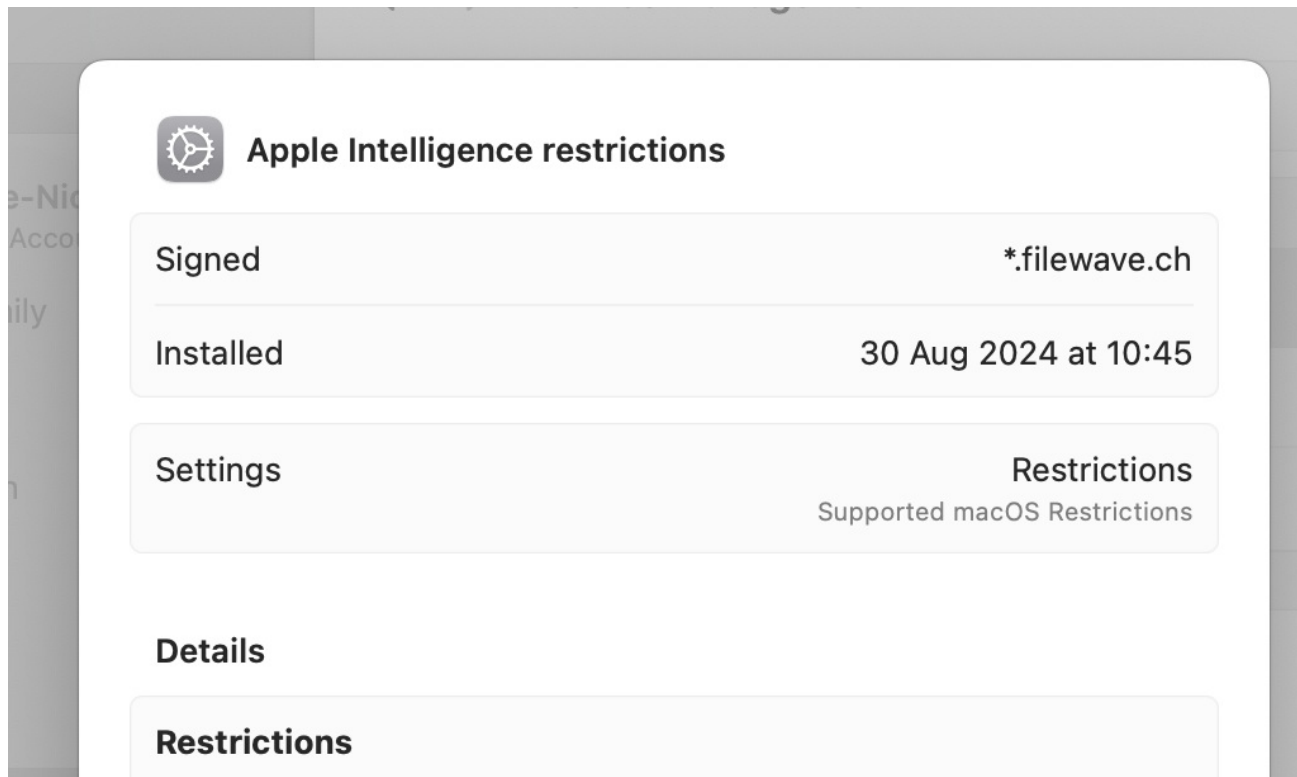 Apple Intelligence restrictions
Signed *.filewave.ch
Installed 30 Aug 2024 at 10:45
Settings Restrictions
Supported macOS Restrictions
Details
Restrictions